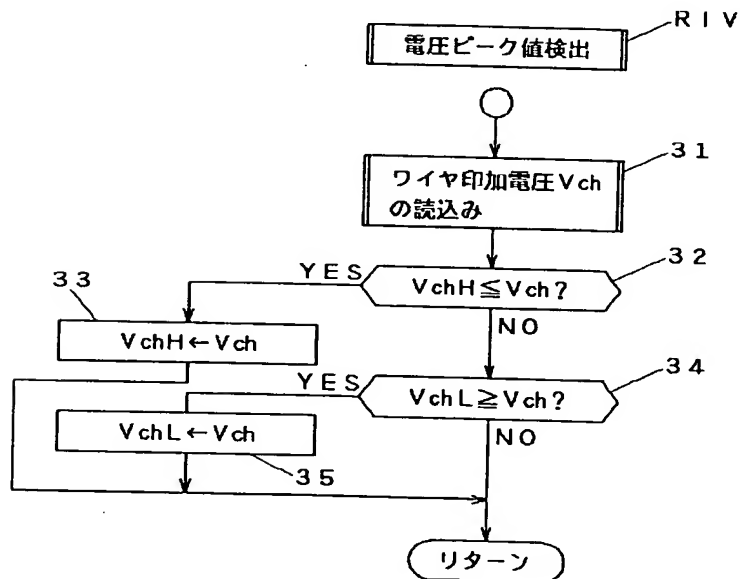 RIV
電圧ピーク値検出
31
ワイヤ印加電圧Vch
の読込み
32
VchH≦Vch?
YES
NO
33
VchH←Vch
34
VchL≧Vch?
YES
NO
VchL←Vch
35
リターン